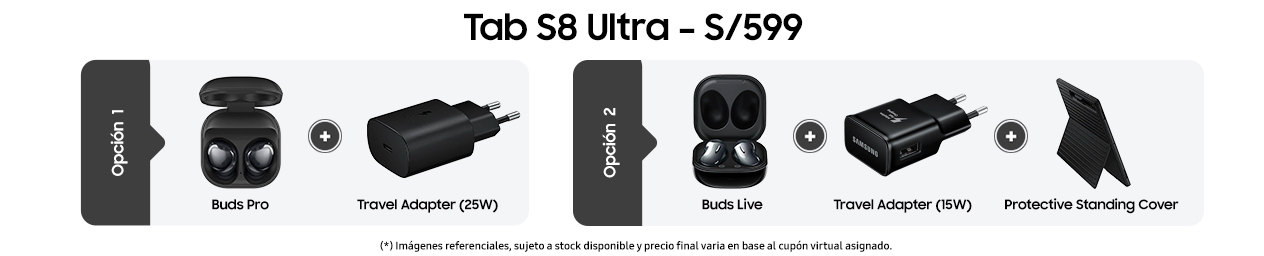 Tab S8 Ultra - S/599
Opción 1
Buds Pro
Travel Adapter (25W)
Opción 2
SAMSUNG
Buds Live
Travel Adapter (15W)
Protective Standing Cover
(*) Imágenes referenciales, sujeto a stock disponible y precio final varia en base al cupón virtual asignado.